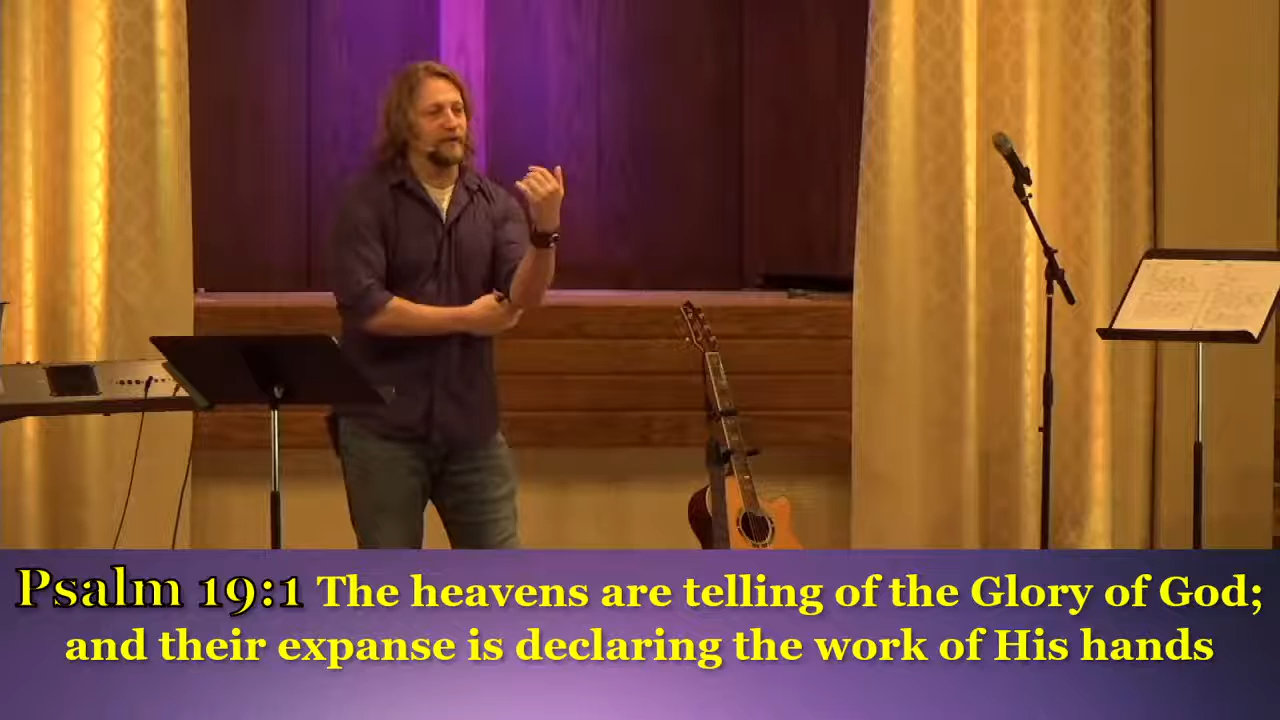 Psalm 19:1 The heavens are telling of the Glory of God;
and their expanse is declaring the work of His hands